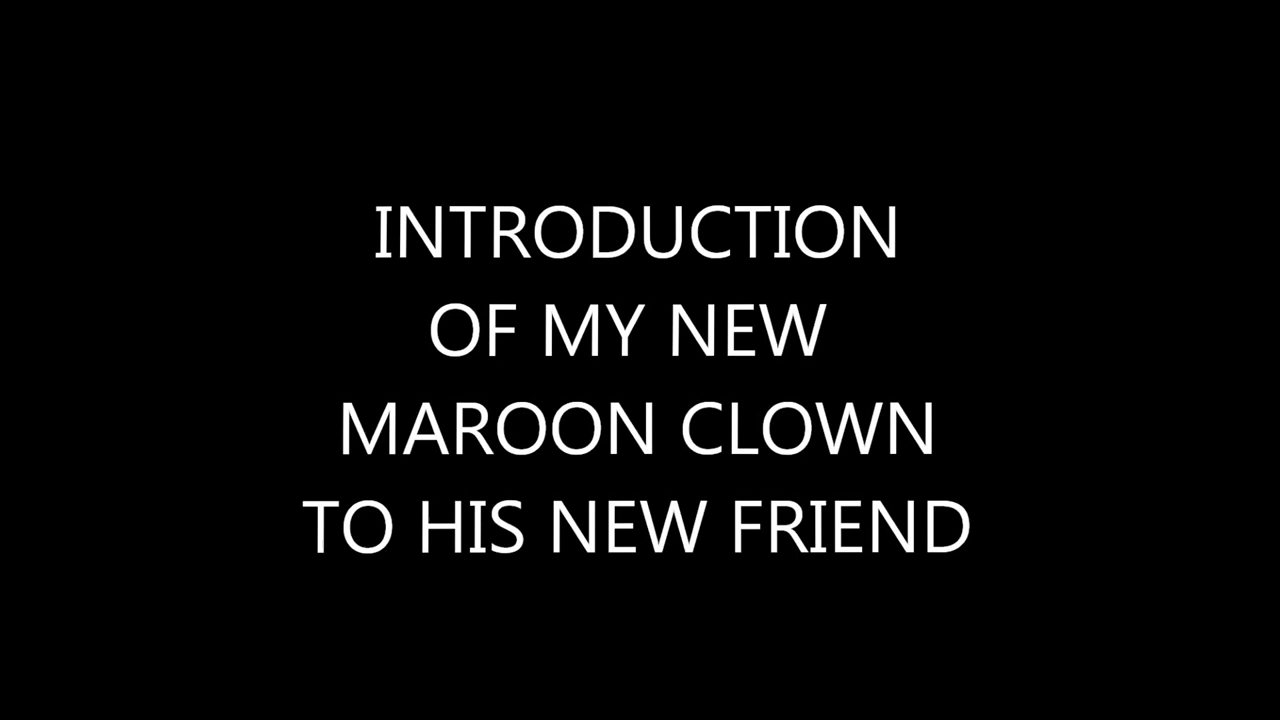 INTRODUCTION
OF MY NEW
MAROON CLOWN
TO HIS NEW FRIEND